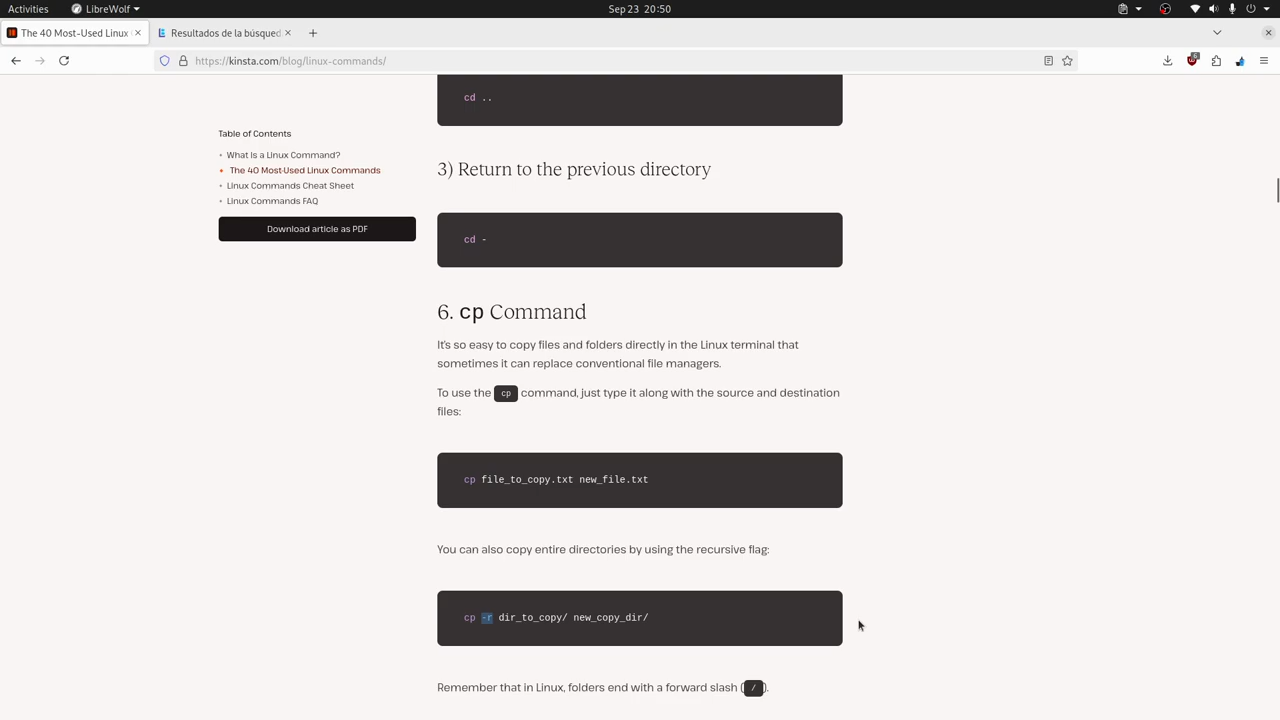 Activities
LibreWolf
Sep 23 20:50
The 40 Most-Used Linux
Resultados de la búsqued
https://kinsta.com/blog/linux-commands/
6
cd ..
Table of Contents
What Is a Linux Command?
The 40 Most-Used Linux Commands
Linux Commands Cheat Sheet
Linux Commands FAQ
Download article as PDF
3) Return to the previous directory
cd -
6. cp Command
It's so easy to copy files and folders directly in the Linux terminal that
sometimes it can replace conventional file managers.
To use the cp command, just type it along with the source and destination
files:
cp file_to_copy.txt new_file.txt
You can also copy entire directories by using the recursive flag:
cp -r dir_to_copy/ new_copy_dir/
Remember that in Linux, folders end with a forward slash ( / ).